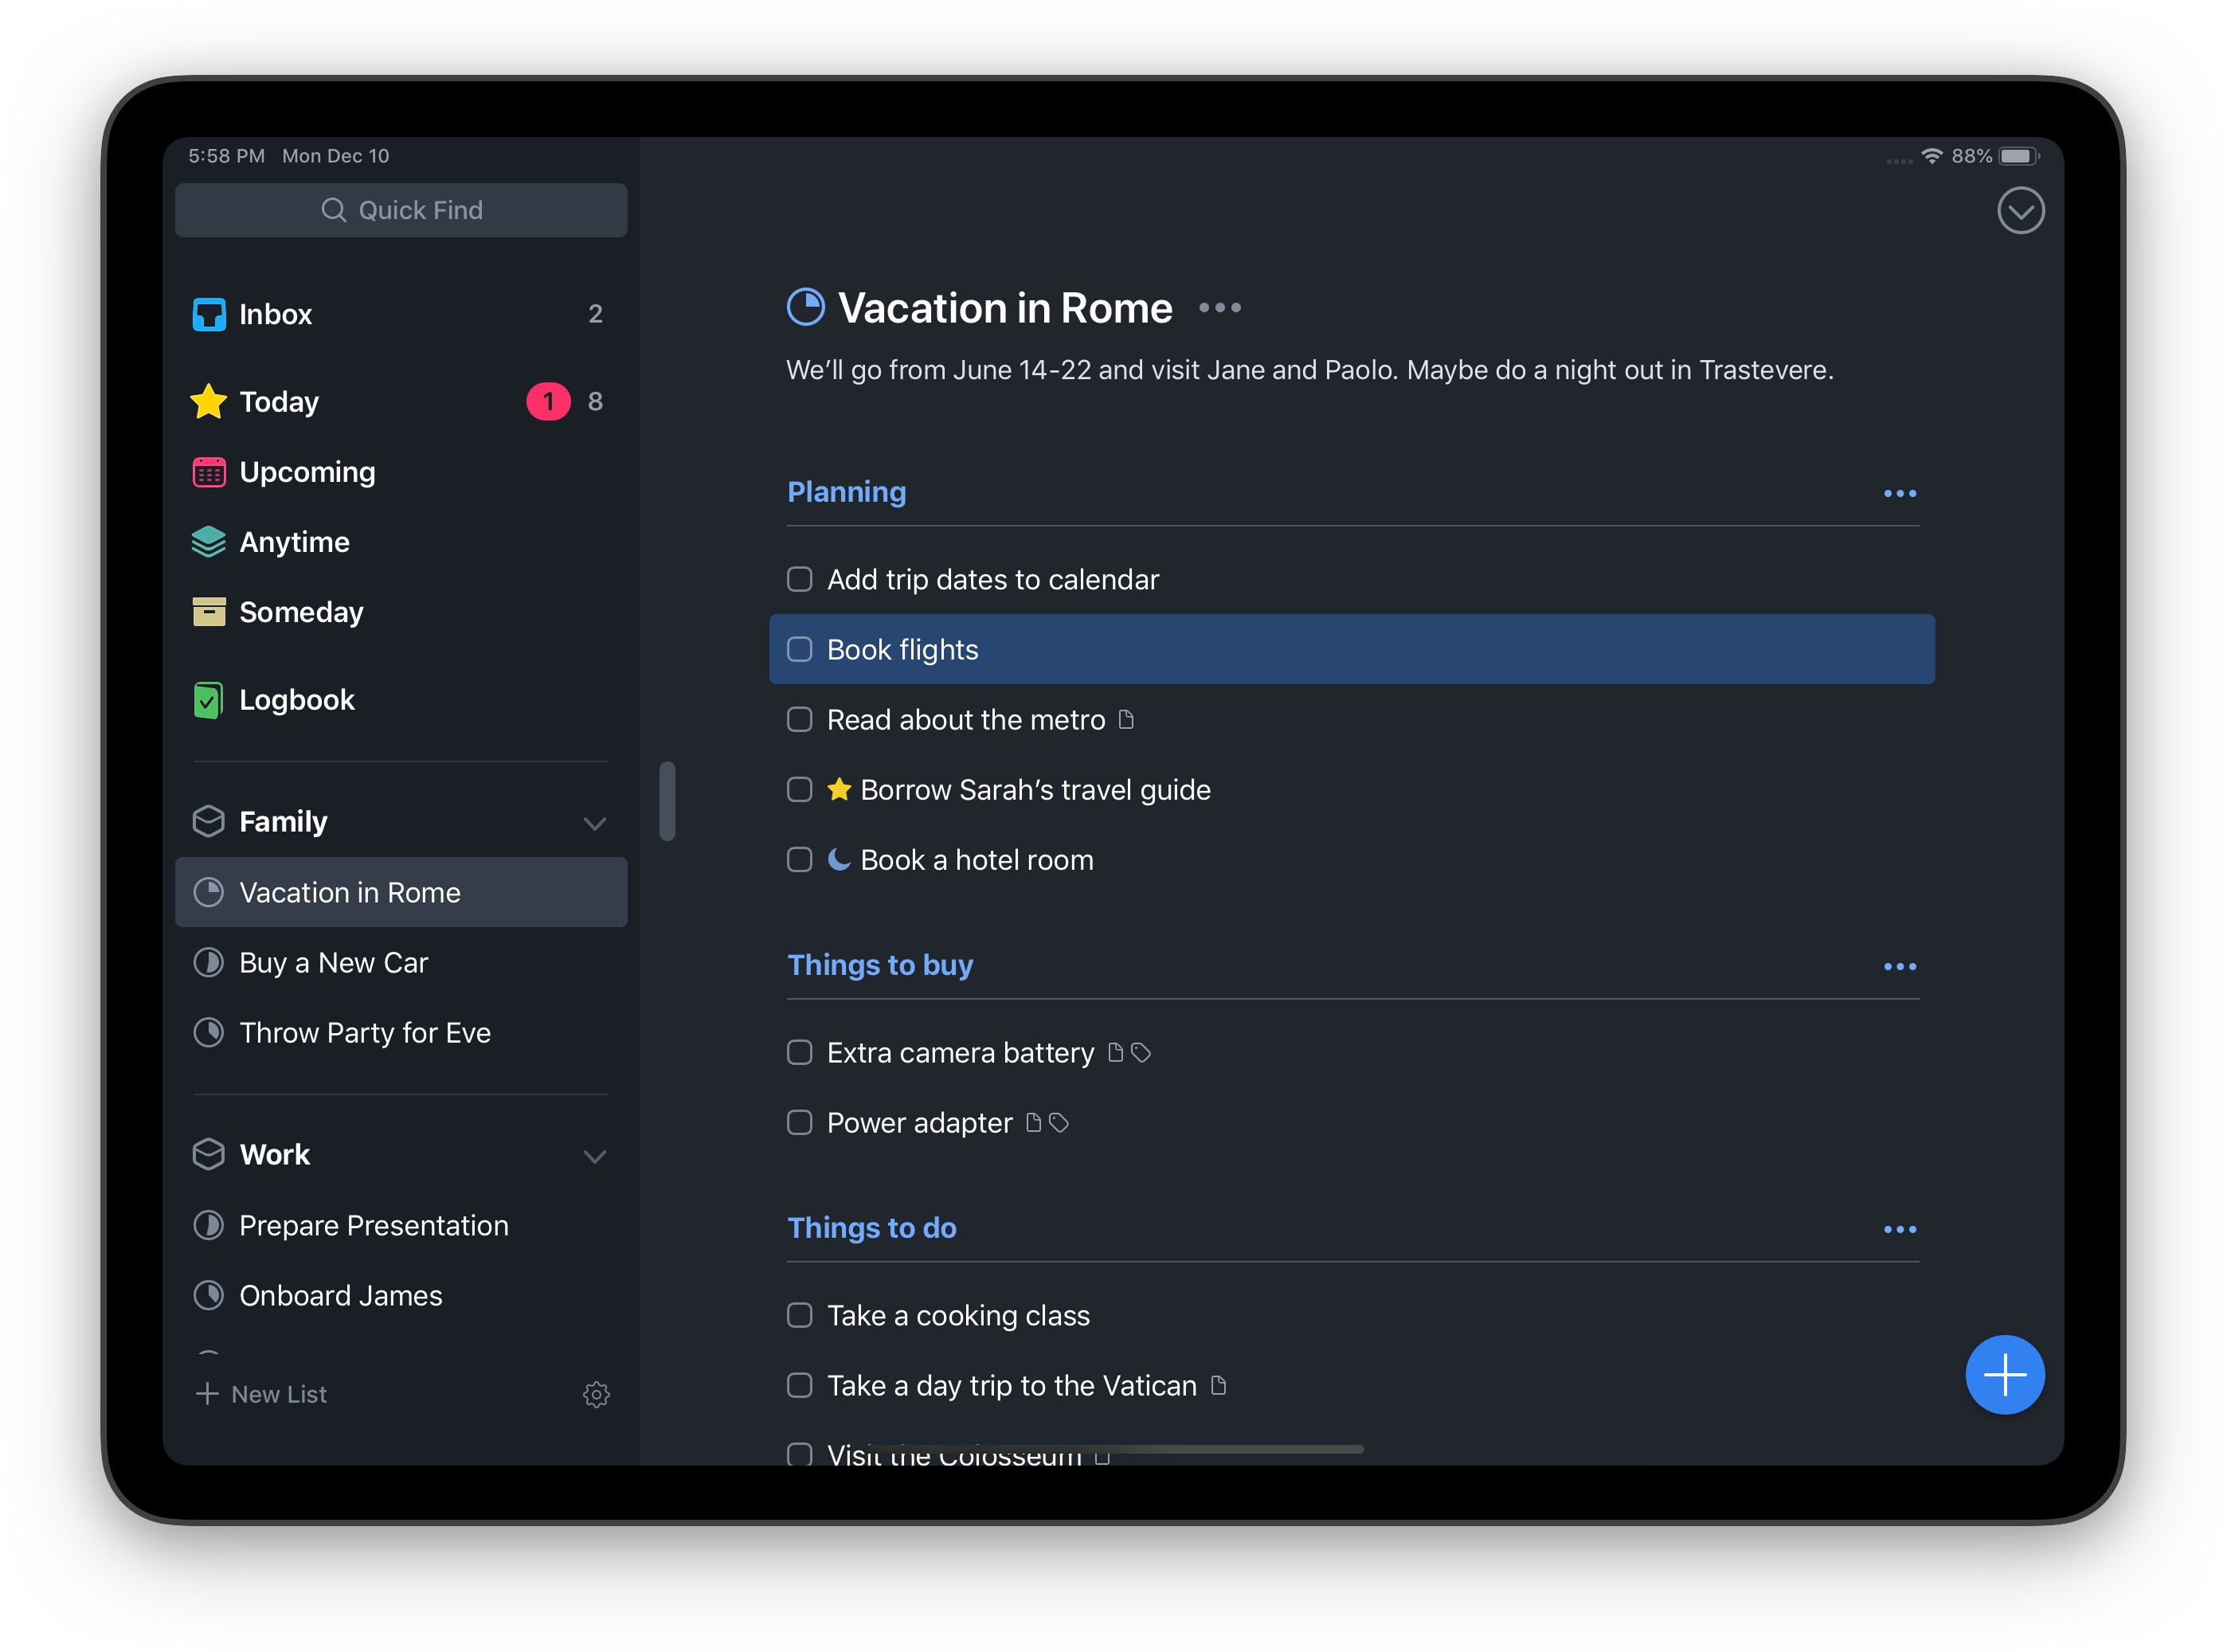 5:58 PM Mon Dec 10
88%
Quick Find
Inbox 2
Today 1 8
Upcoming
Anytime
Someday
Logbook
Family
Vacation in Rome
Buy a New Car
Throw Party for Eve
Work
Prepare Presentation
Onboard James
New List
Vacation in Rome
We’ll go from June 14-22 and visit Jane and Paolo. Maybe do a night out in Trastevere.
Planning
Add trip dates to calendar
Book flights
Read about the metro
Borrow Sarah’s travel guide
Book a hotel room
Things to buy
Extra camera battery
Power adapter
Things to do
Take a cooking class
Take a day trip to the Vatican
Visit the Colosseum